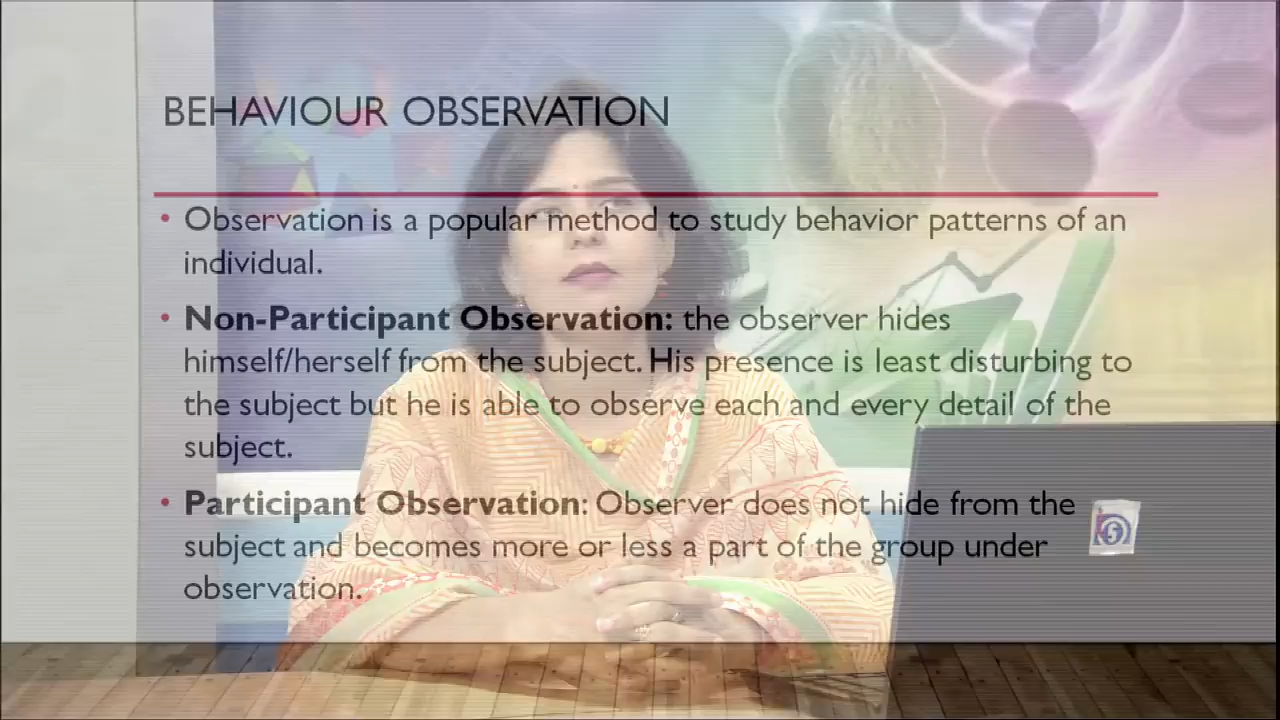 BEHAVIOUR OBSERVATION
• Observation is a popular method to study behavior patterns of an
individual.
• Non-Participant Observation: the observer hides
himself/herself from the subject. His presence is least disturbing to
the subject but he is able to observe each and every detail of the
subject.
• Participant Observation: Observer does not hide from the
subject and becomes more or less a part of the group under
observation.